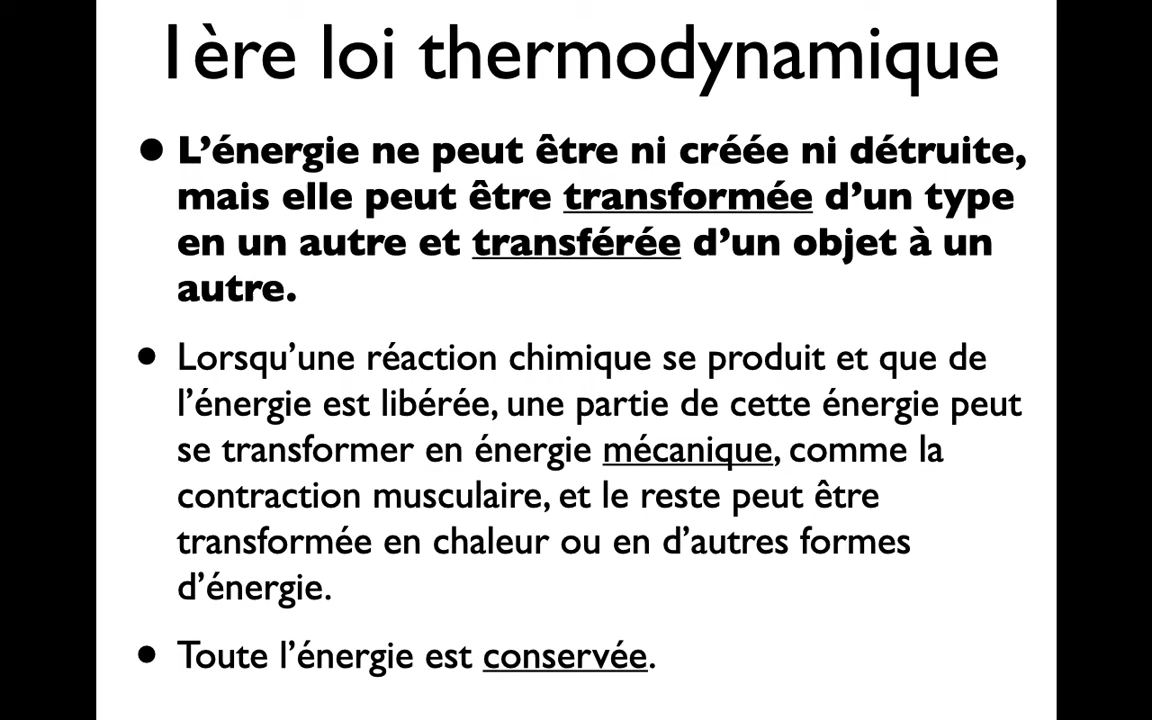 1ère loi thermodynamique
• L’énergie ne peut être ni créée ni détruite,
mais elle peut être transformée d’un type
en un autre et transférée d’un objet à un
autre.
• Lorsqu’une réaction chimique se produit et que de
l’énergie est libérée, une partie de cette énergie peut
se transformer en énergie mécanique, comme la
contraction musculaire, et le reste peut être
transformée en chaleur ou en d’autres formes
d’énergie.
• Toute l’énergie est conservée.